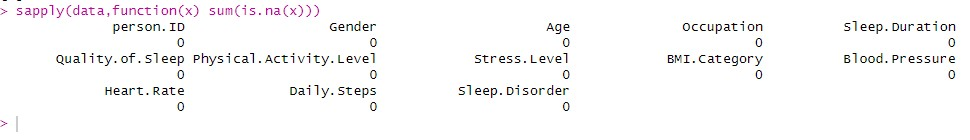 > sapply(data,function(x) sum(is.na(x)))
person.ID Gender Age Occupation Sleep.Duration
0 0 0 0 0
Quality.of.Sleep Physical.Activity.Level Stress.Level BMI.Category Blood.Pressure
0 0 0 0 0
Heart.Rate Daily.Steps Sleep.Disorder
0 0 0
>